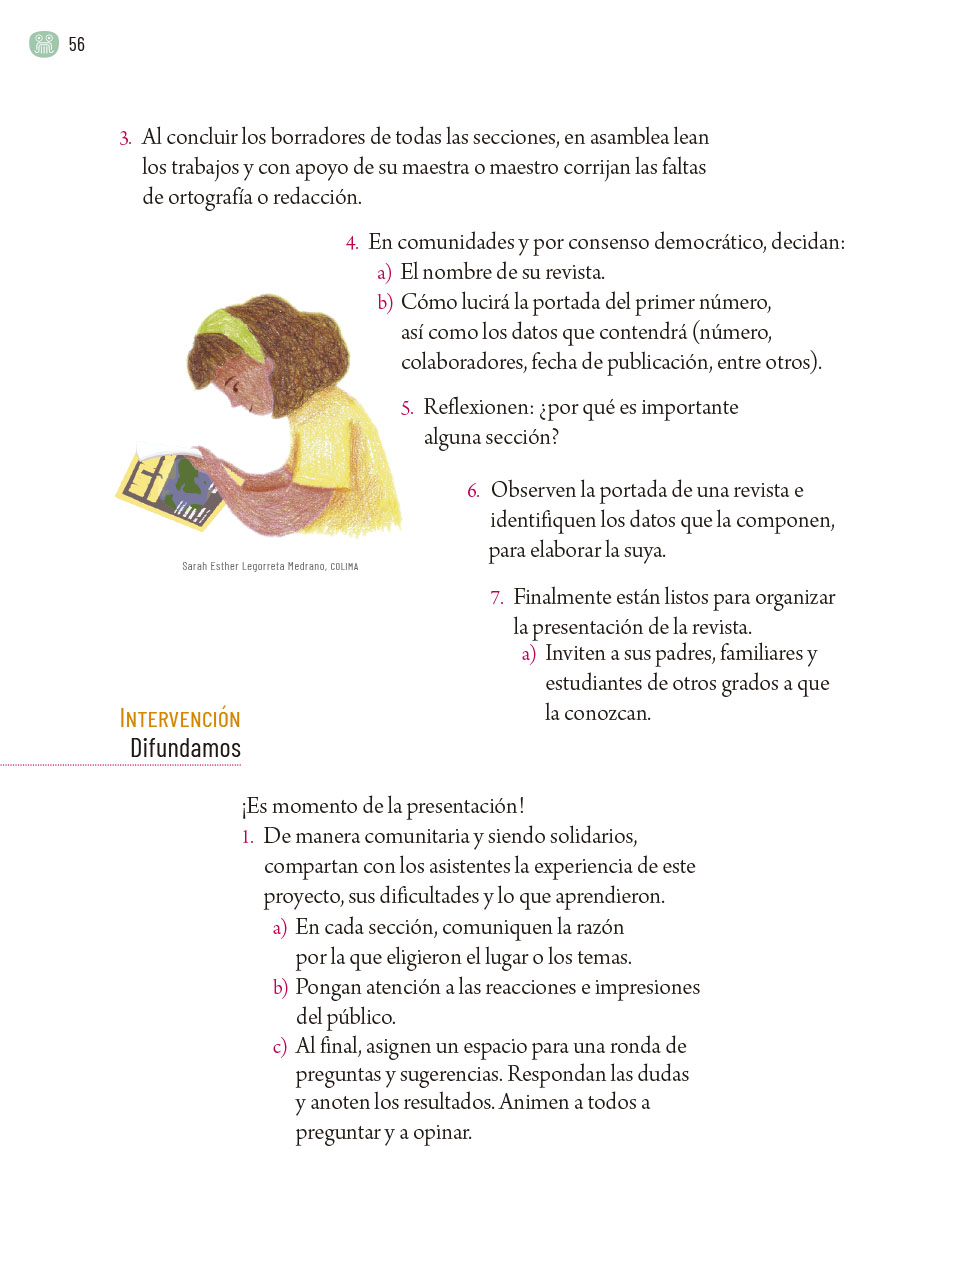 56
3. Al concluir los borradores de todas las secciones, en asamblea lean
los trabajos y con apoyo de su maestra o maestro corrijan las faltas
de ortografía o redacción.
4. En comunidades y por consenso democrático, decidan:
a) El nombre de su revista.
b) Cómo lucirá la portada del primer número,
así como los datos que contendrá (número,
colaboradores, fecha de publicación, entre otros).
5. Reflexionen: ¿por qué es importante
alguna sección?
6. Observen la portada de una revista e
identifiquen los datos que la componen,
para elaborar la suya.
Sarah Esther Legorreta Medrano, COLIMA
7. Finalmente están listos para organizar
la presentación de la revista.
a) Inviten a sus padres, familiares y
estudiantes de otros grados a que
la conozcan.
INTERVENCIÓN
Difundamos
¡Es momento de la presentación!
1. De manera comunitaria y siendo solidarios,
compartan con los asistentes la experiencia de este
proyecto, sus dificultades y lo que aprendieron.
a) En cada sección, comuniquen la razón
por la que eligieron el lugar o los temas.
b) Pongan atención a las reacciones e impresiones
del público.
c) Al final, asignen un espacio para una ronda de
preguntas y sugerencias. Respondan las dudas
y anoten los resultados. Animen a todos a
preguntar y a opinar.